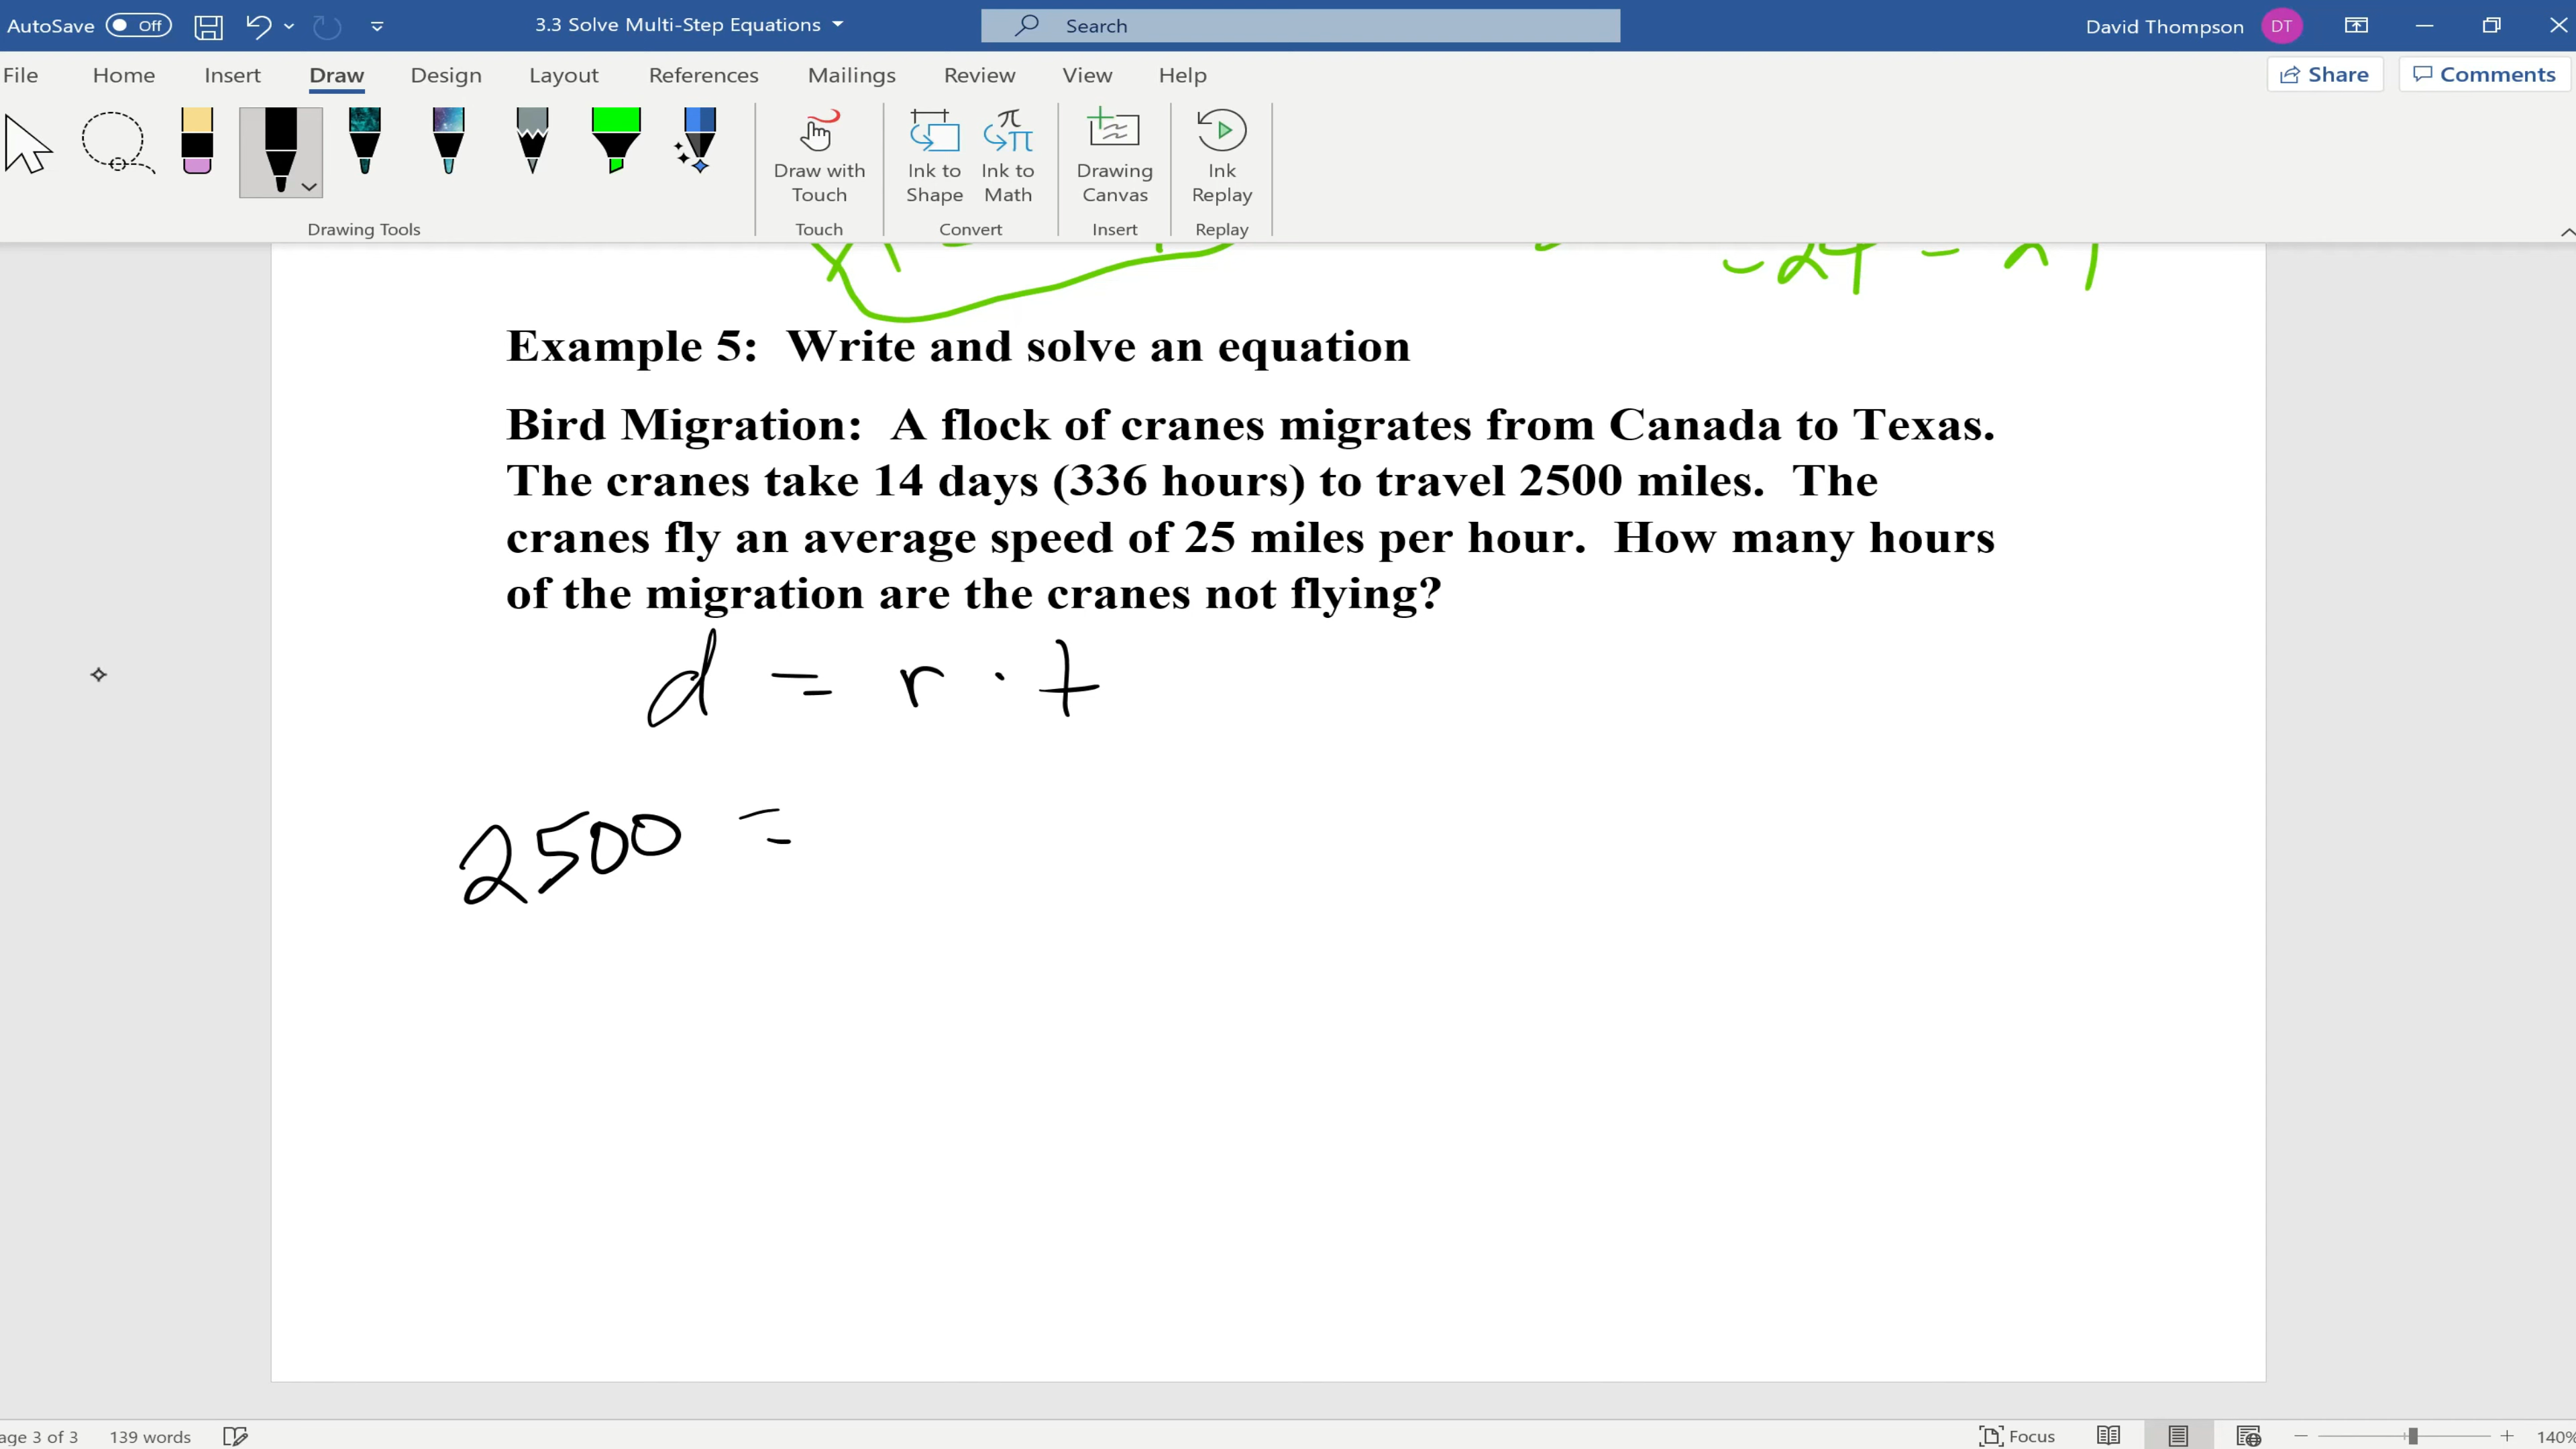 AutoSave Off 3.3 Solve Multi-Step Equations Search David Thompson DT
File Home Insert Draw Design Layout References Mailings Review View Help Share Comments
Draw with Touch Ink to Shape Ink to Math Drawing Canvas Ink Replay
Drawing Tools Touch Convert Insert Replay
Example 5: Write and solve an equation
Bird Migration: A flock of cranes migrates from Canada to Texas.
The cranes take 14 days (336 hours) to travel 2500 miles. The
cranes fly an average speed of 25 miles per hour. How many hours
of the migration are the cranes not flying?
d = r · t
2500 =
age 3 of 3 139 words Focus 140%